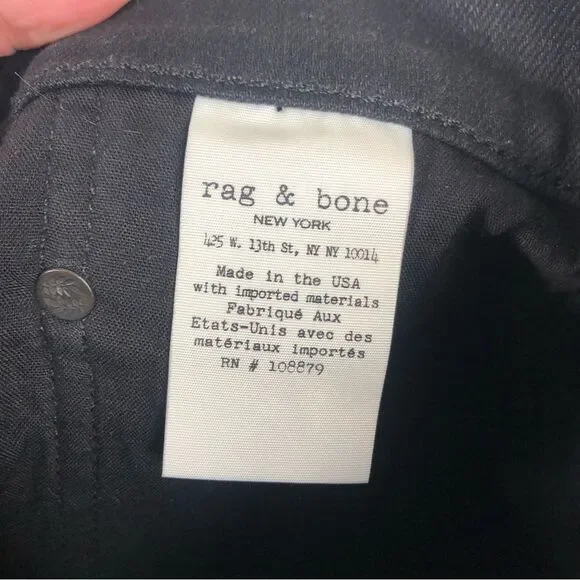 rag & bone
NEW YORK
425 W. 13th St, NY NY 10014
Made in the USA
with imported materials
Fabriqué Aux
Etats-Unis avec des
matériaux importés
RN # 108879